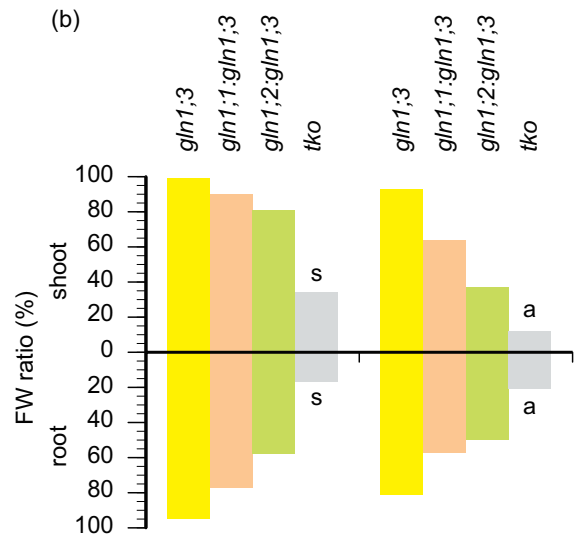 (b)
gln1;3
gln1;1:gln1;3
gln1;2:gln1;3
tko
gln1;3
gln1;1:gln1;3
gln1;2:gln1;3
tko
FW ratio (%)
shoot
root
100
80
60
40
20
0
20
40
60
80
100
s
s
a
a